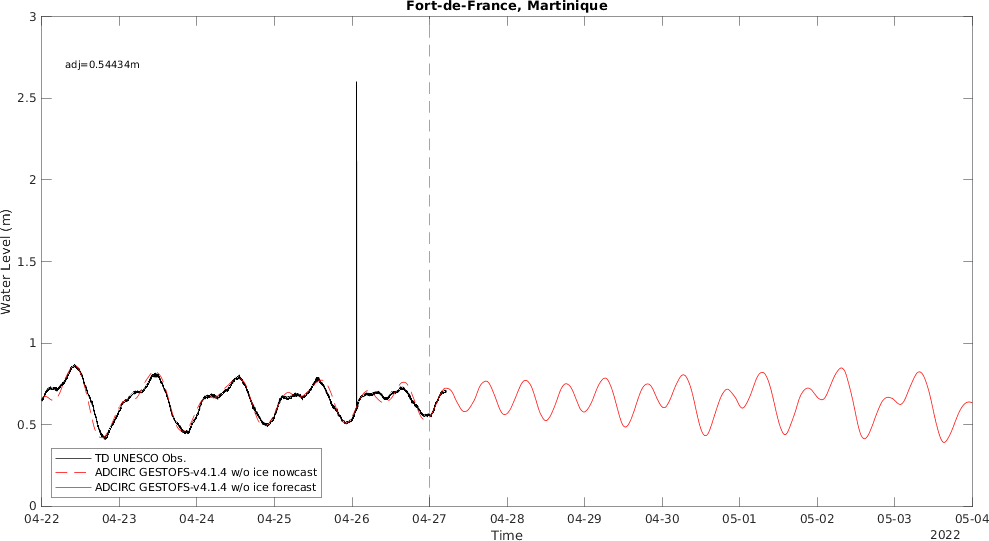 Fort-de-France, Martinique
adj=0.54434m
3
2.5
2
1.5
1
0.5
0
Water Level (m)
TD UNESCO Obs.
ADCIRC GESTOFS-v4.1.4 w/o ice nowcast
ADCIRC GESTOFS-v4.1.4 w/o ice forecast
04-22 04-23 04-24 04-25 04-26 04-27 04-28 04-29 04-30 05-01 05-02 05-03 05-04
Time
2022